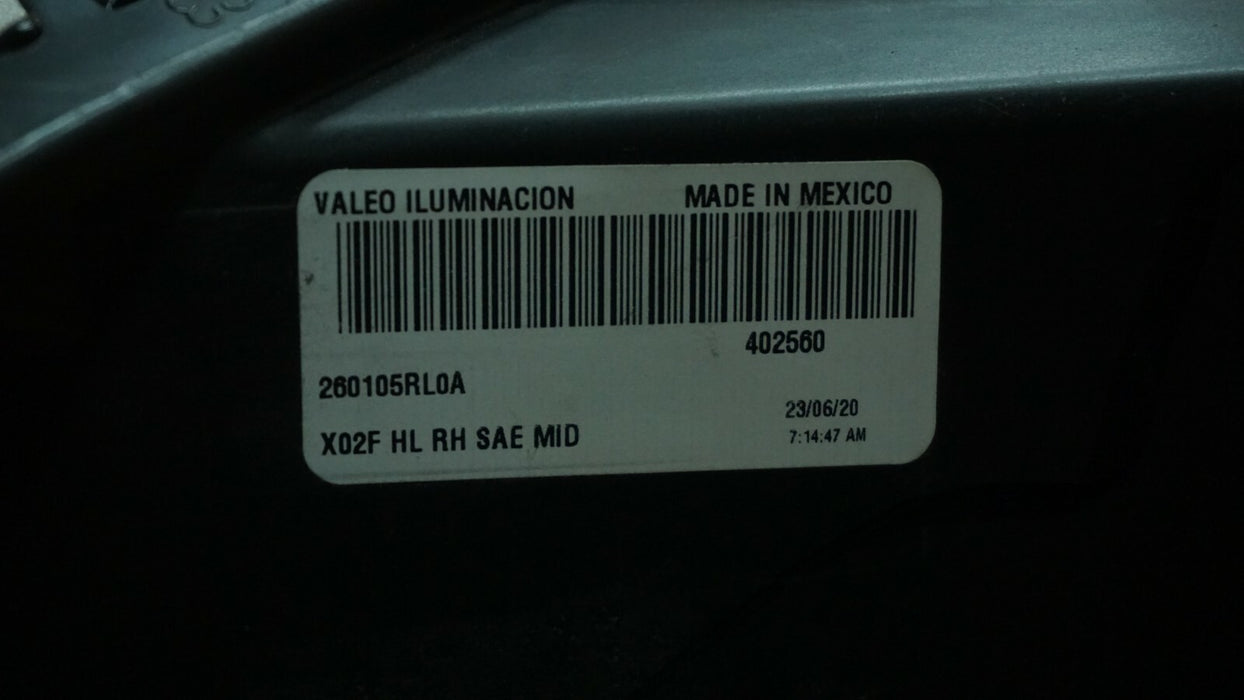 VALEO ILUMINACION MADE IN MEXICO
402560
260105RL0A
23/06/20
X02F HL RH SAE MID
7:14:47 AM